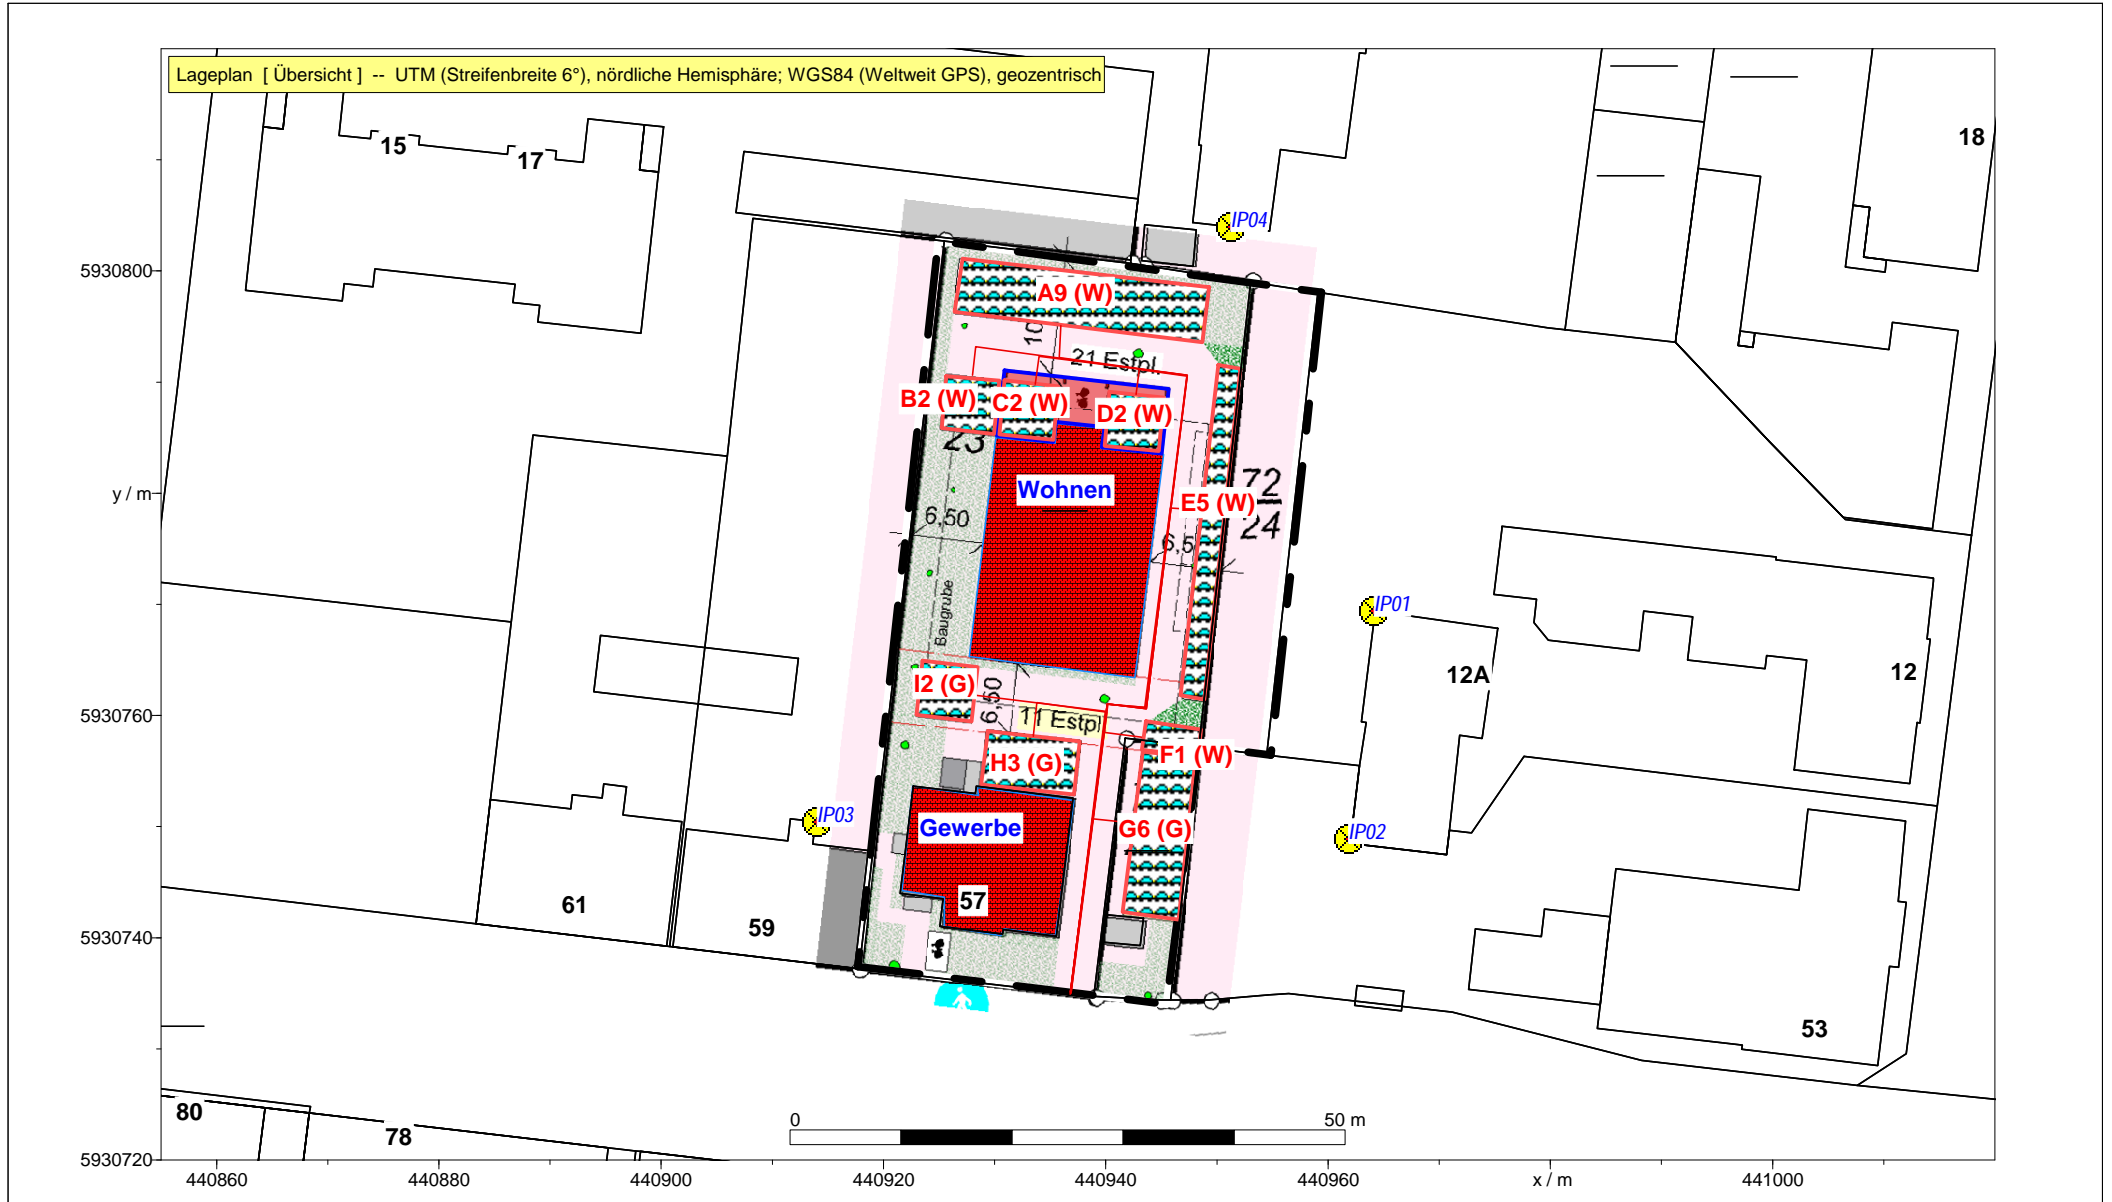 Lageplan [ Übersicht ] -- UTM (Streifenbreite 6°), nördliche Hemisphäre; WGS84 (Weltweit GPS), geozentrisch
15
17
18
IP04
5930800
A9 (W)
10
21 Estpl.
B2 (W)
C2 (W)
D2 (W)
23
Wohnen
72
24
E5 (W)
y / m
6,50
6,5
Baugrube
IP01
12A
12
I2 (G)
6,50
5930760
11 Estpl
F1 (W)
H3 (G)
IP03
Gewerbe
G6 (G)
IP02
61
59
57
5930740
53
80
78
0
50 m
5930720
440860
440880
440900
440920
440940
440960
x / m
441000